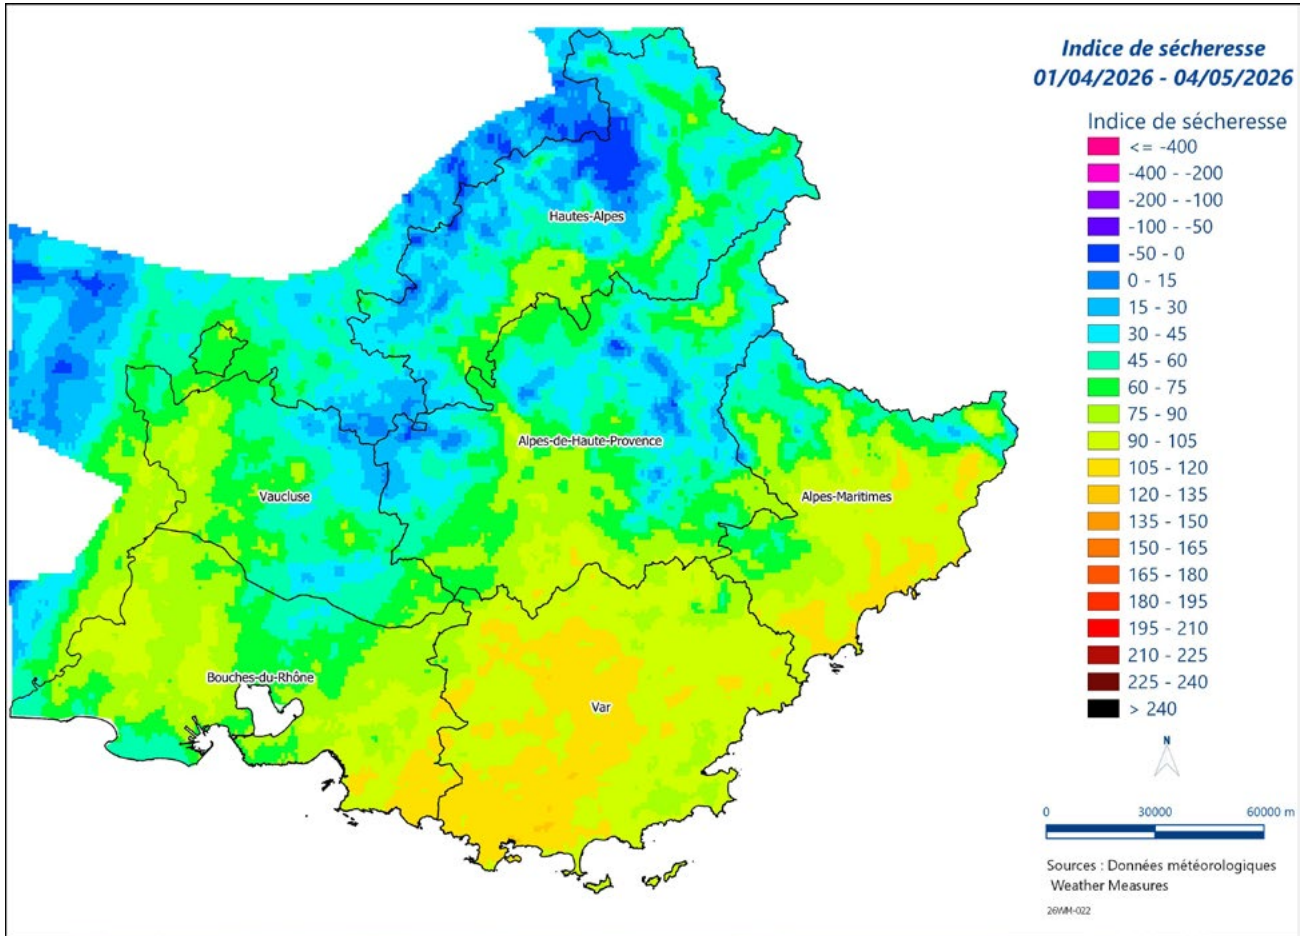 Indice de sécheresse
01/04/2026 - 04/05/2026
Indice de sécheresse
<= -400
-400 - -200
-200 - -100
-100 - -50
-50 - 0
0 - 15
15 - 30
30 - 45
45 - 60
60 - 75
75 - 90
90 - 105
105 - 120
120 - 135
135 - 150
150 - 165
165 - 180
180 - 195
195 - 210
210 - 225
225 - 240
> 240
Hautes-Alpes
Alpes-de-Haute-Provence
Vaucluse
Alpes-Maritimes
Bouches-du-Rhône
Var
N
0 30000 60000 m
Sources : Données météorologiques
Weather Measures
26WM-022